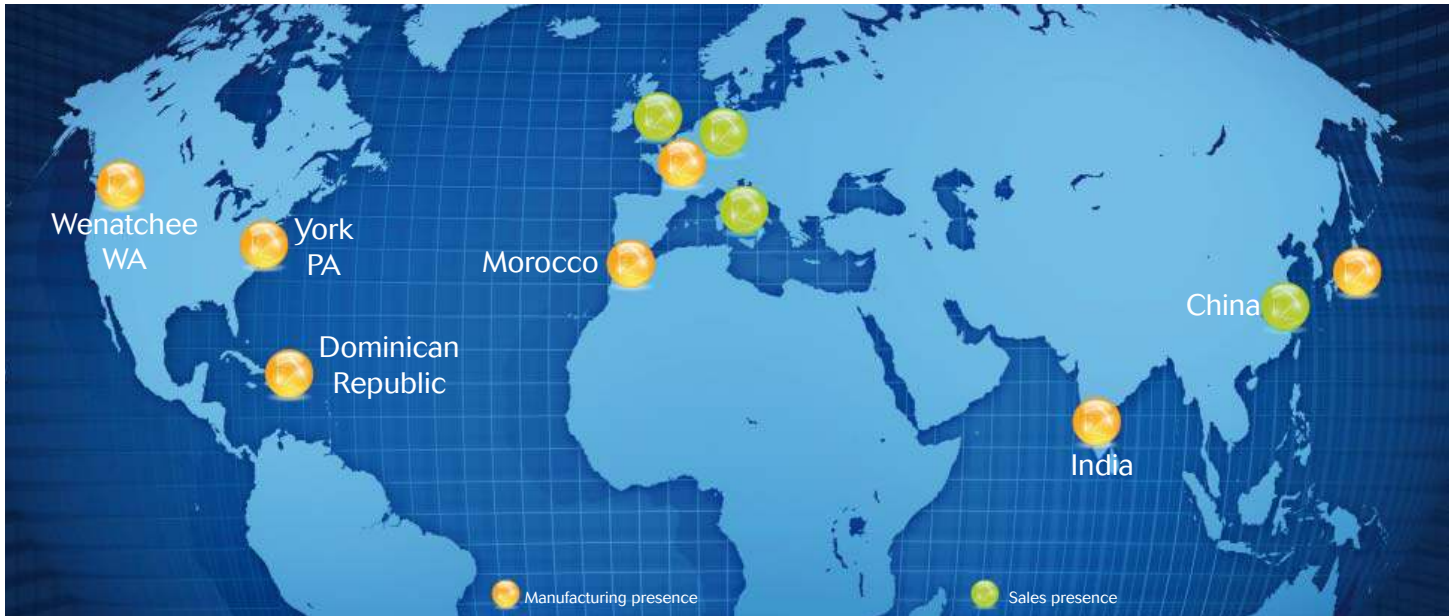 Wenatchee
WA
York
PA
Morocco
Dominican
Republic
China
India
Manufacturing presence
Sales presence